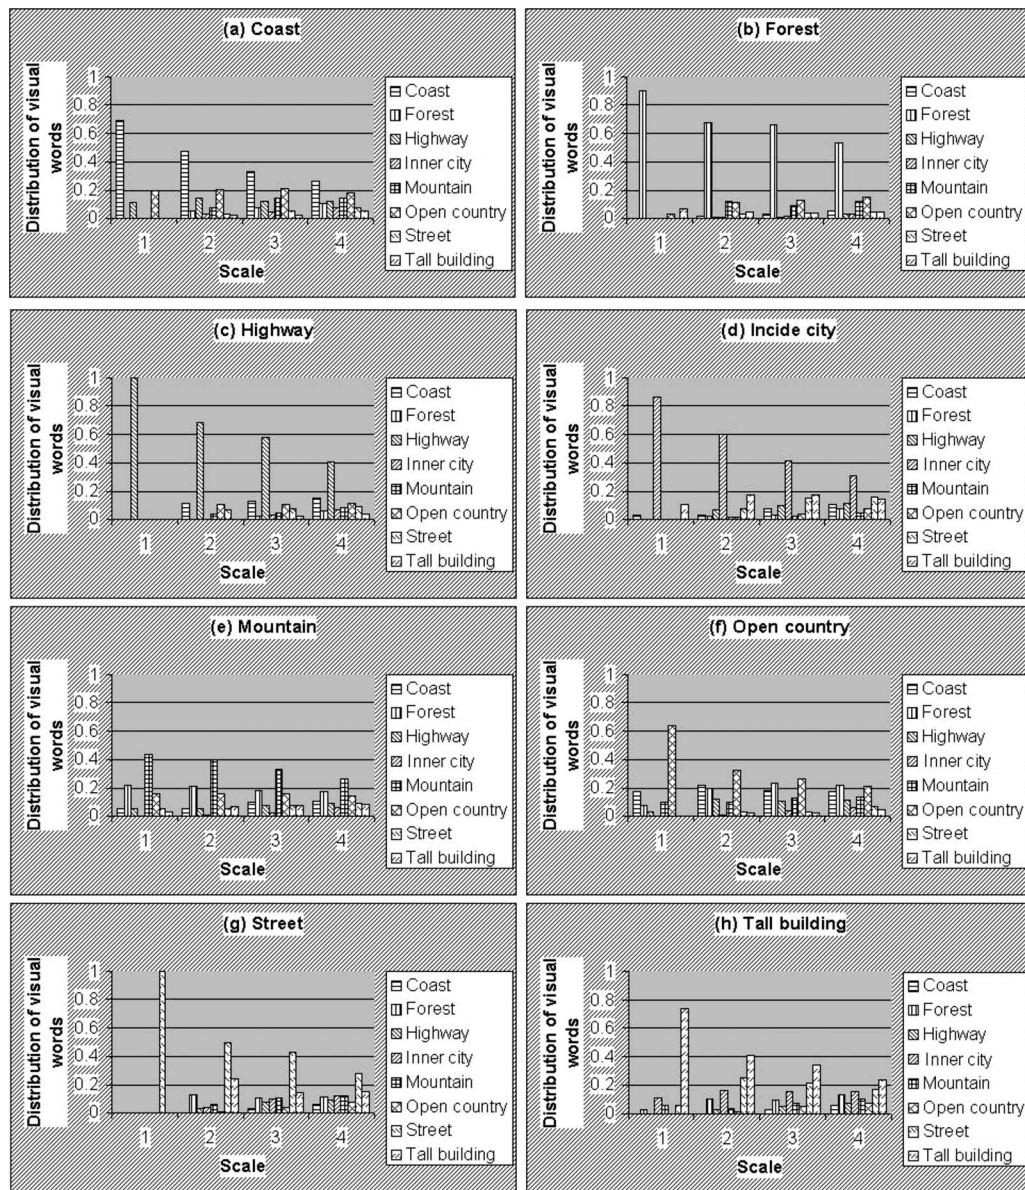 (a) Coast
Distribution of visual words
1
0.8
0.6
0.4
0.2
0
1 2 3 4
Scale
Coast
Forest
Highway
Inner city
Mountain
Open country
Street
Tall building
(b) Forest
Distribution of visual words
1
0.8
0.6
0.4
0.2
0
1 2 3 4
Scale
Coast
Forest
Highway
Inner city
Mountain
Open country
Street
Tall building
(c) Highway
Distribution of visual words
1
0.8
0.6
0.4
0.2
0
1 2 3 4
Scale
Coast
Forest
Highway
Inner city
Mountain
Open country
Street
Tall building
(d) Incide city
Distribution of visual words
1
0.8
0.6
0.4
0.2
0
1 2 3 4
Scale
Coast
Forest
Highway
Inner city
Mountain
Open country
Street
Tall building
(e) Mountain
Distribution of visual words
1
0.8
0.6
0.4
0.2
0
1 2 3 4
Scale
Coast
Forest
Highway
Inner city
Mountain
Open country
Street
Tall building
(f) Open country
Distribution of visual words
1
0.8
0.6
0.4
0.2
0
1 2 3 4
Scale
Coast
Forest
Highway
Inner city
Mountain
Open country
Street
Tall building
(g) Street
Distribution of visual words
1
0.8
0.6
0.4
0.2
0
1 2 3 4
Scale
Coast
Forest
Highway
Inner city
Mountain
Open country
Street
Tall building
(h) Tall building
Distribution of visual words
1
0.8
0.6
0.4
0.2
0
1 2 3 4
Scale
Coast
Forest
Highway
Inner city
Mountain
Open country
Street
Tall building